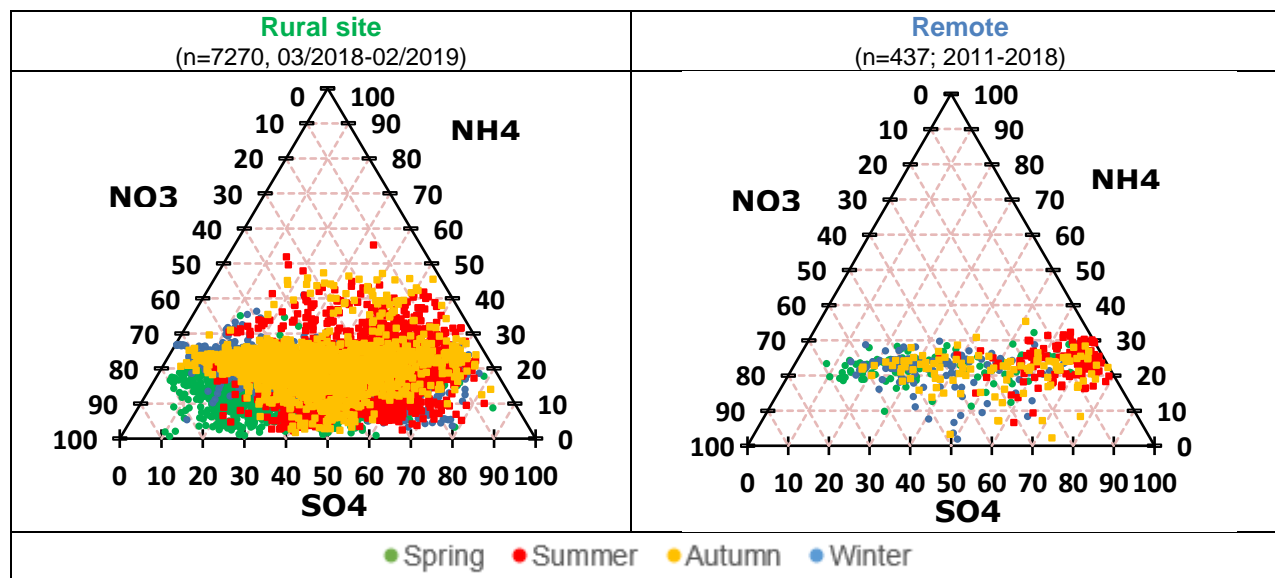 Rural site
(n=7270, 03/2018-02/2019)
0 100
10 90
NH4
20 80
NO3 30 70
40 60
50 50
60 40
70 30
80 20
90 10
100 0
0 10 20 30 40 50 60 70 80 90 100
SO4
Remote
(n=437; 2011-2018)
0 100
10 90
20 80
NH4
NO3 30 70
40 60
50 50
60 40
70 30
80 20
90 10
100 0
0 10 20 30 40 50 60 70 80 90 100
SO4
Spring Summer Autumn Winter